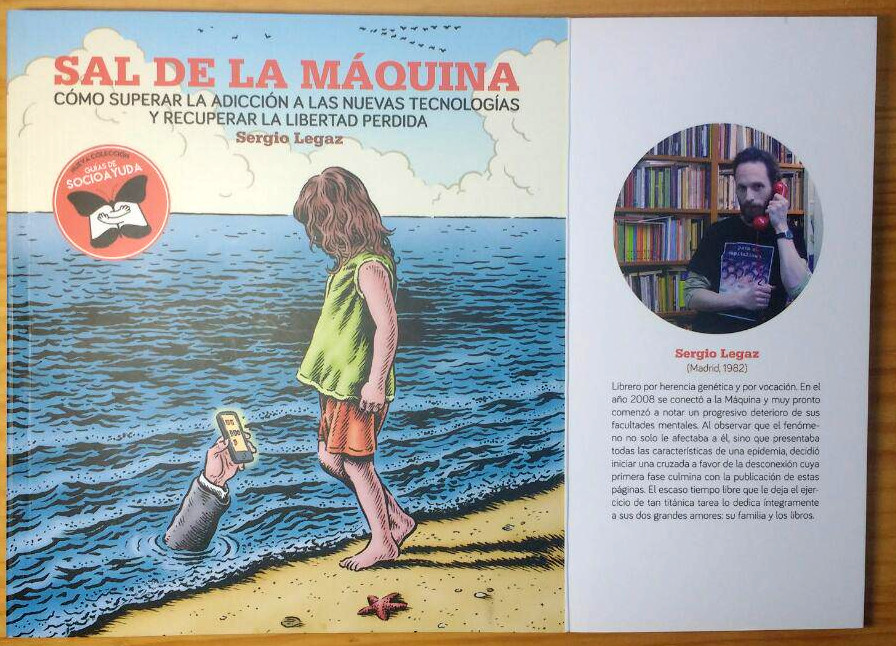 SAL DE LA MÁQUINA
CÓMO SUPERAR LA ADICCIÓN A LAS NUEVAS TECNOLOGÍAS
Y RECUPERAR LA LIBERTAD PERDIDA
Sergio Legaz
NUEVA COLECCIÓN
GUÍAS DE
SOCIOAYUDA
Sergio Legaz
(Madrid, 1982)
Librero por herencia genética y por vocación. En el
año 2008 se conectó a la Máquina y muy pronto
comenzó a notar un progresivo deterioro de sus
facultades mentales. Al observar que el fenóme-
no no solo le afectaba a él, sino que presentaba
todas las características de una epidemia, decidió
iniciar una cruzada a favor de la desconexión cuya
primera fase culmina con la publicación de estas
páginas. El escaso tiempo libre que le deja el ejer-
cicio de tan titánica tarea lo dedica íntegramente
a sus dos grandes amores: su familia y los libros.